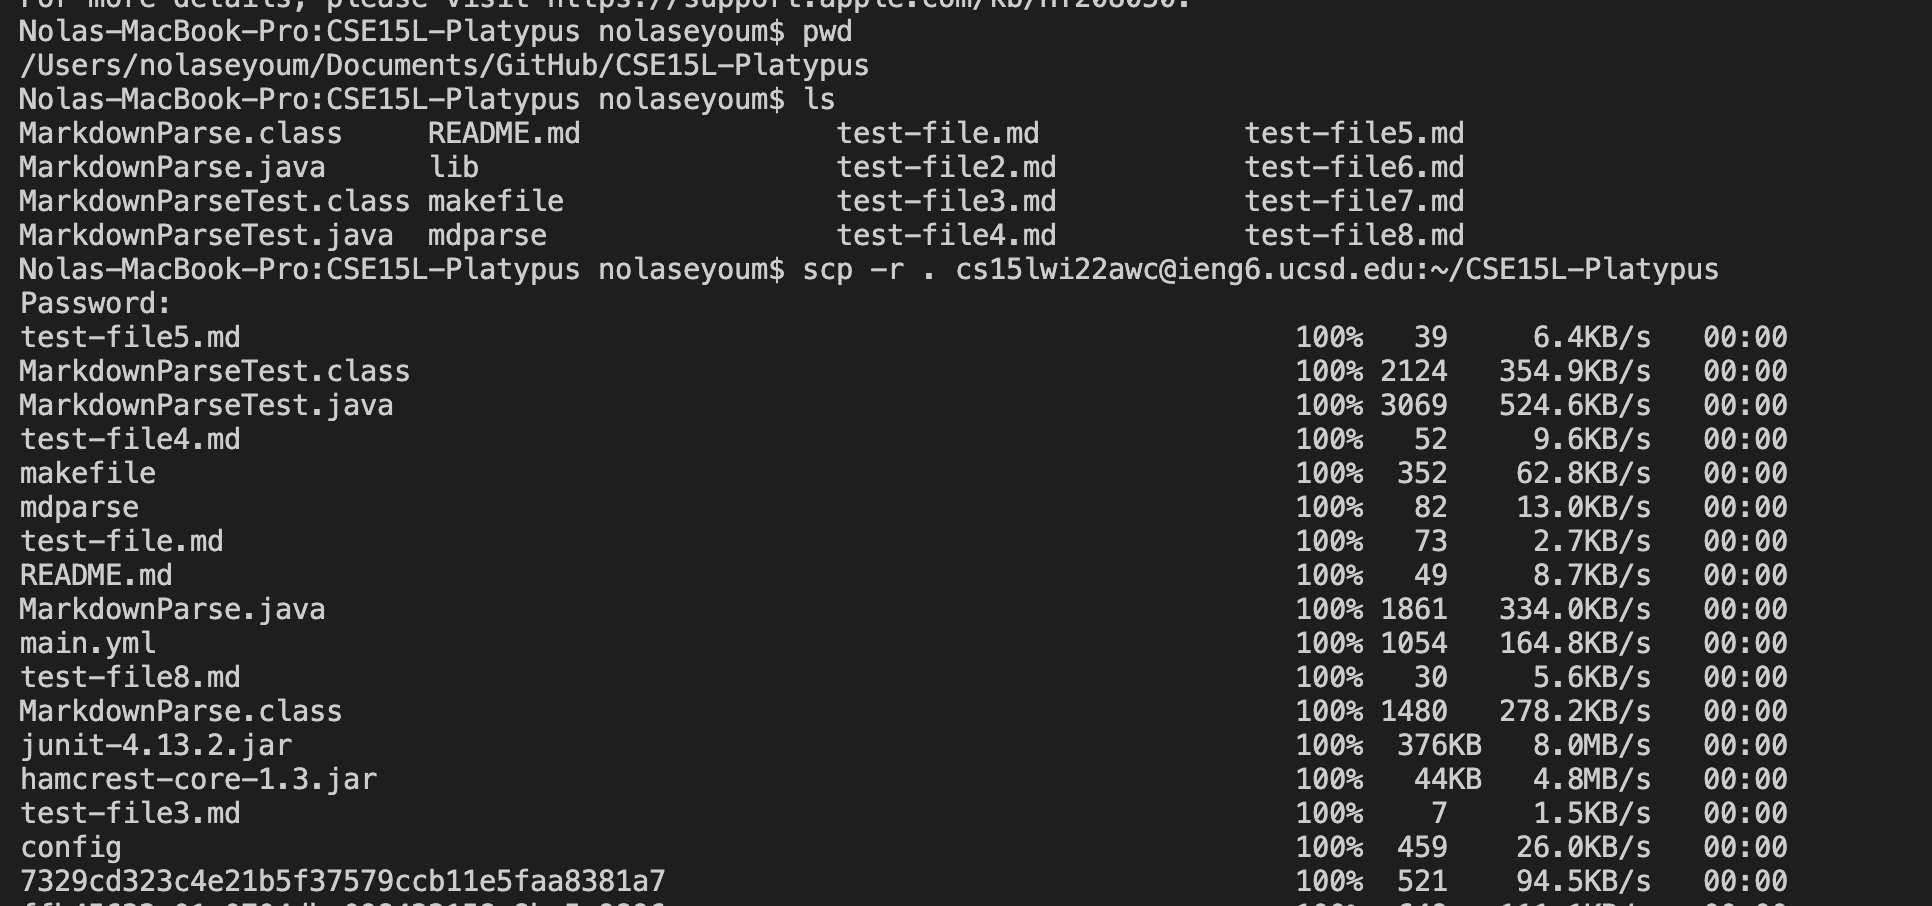 For more details, please visit https://support.apple.com/kb/HT208050.
Nolas-MacBook-Pro:CSE15L-Platypus nolaseyoum$ pwd
/Users/nolaseyoum/Documents/GitHub/CSE15L-Platypus
Nolas-MacBook-Pro:CSE15L-Platypus nolaseyoum$ ls
MarkdownParse.class README.md test-file.md test-file5.md
MarkdownParse.java lib test-file2.md test-file6.md
MarkdownParseTest.class makefile test-file3.md test-file7.md
MarkdownParseTest.java mdparse test-file4.md test-file8.md
Nolas-MacBook-Pro:CSE15L-Platypus nolaseyoum$ scp -r . cs15lwi22awc@ieng6.ucsd.edu:~/CSE15L-Platypus
Password:
test-file5.md 100% 39 6.4KB/s 00:00
MarkdownParseTest.class 100% 2124 354.9KB/s 00:00
MarkdownParseTest.java 100% 3069 524.6KB/s 00:00
test-file4.md 100% 52 9.6KB/s 00:00
makefile 100% 352 62.8KB/s 00:00
mdparse 100% 82 13.0KB/s 00:00
test-file.md 100% 73 2.7KB/s 00:00
README.md 100% 49 8.7KB/s 00:00
MarkdownParse.java 100% 1861 334.0KB/s 00:00
main.yml 100% 1054 164.8KB/s 00:00
test-file8.md 100% 30 5.6KB/s 00:00
MarkdownParse.class 100% 1480 278.2KB/s 00:00
junit-4.13.2.jar 100% 376KB 8.0MB/s 00:00
hamcrest-core-1.3.jar 100% 44KB 4.8MB/s 00:00
test-file3.md 100% 7 1.5KB/s 00:00
config 100% 459 26.0KB/s 00:00
7329cd323c4e21b5f37579ccb11e5faa8381a7 100% 521 94.5KB/s 00:00